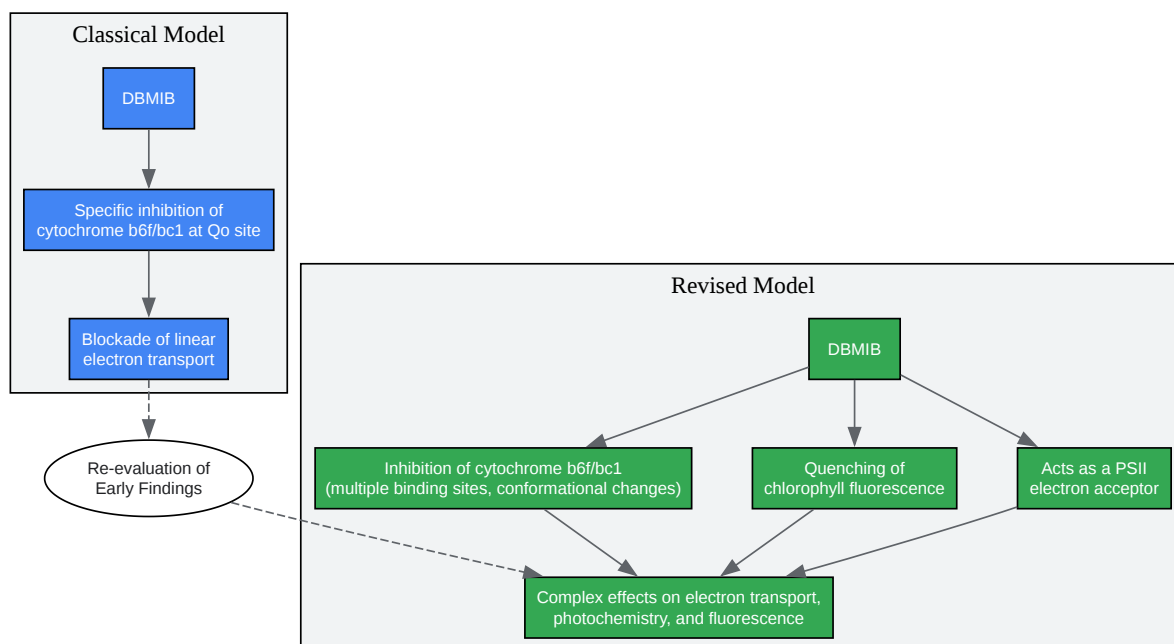 Classical Model
DBMIB
Specific inhibition of
cytochrome b6f/bc1 at Qo site
Blockade of linear
electron transport
Re-evaluation of
Early Findings
Revised Model
DBMIB
Inhibition of cytochrome b6f/bc1
(multiple binding sites, conformational changes)
Quenching of
chlorophyll fluorescence
Acts as a PSII
electron acceptor
Complex effects on electron transport,
photochemistry, and fluorescence